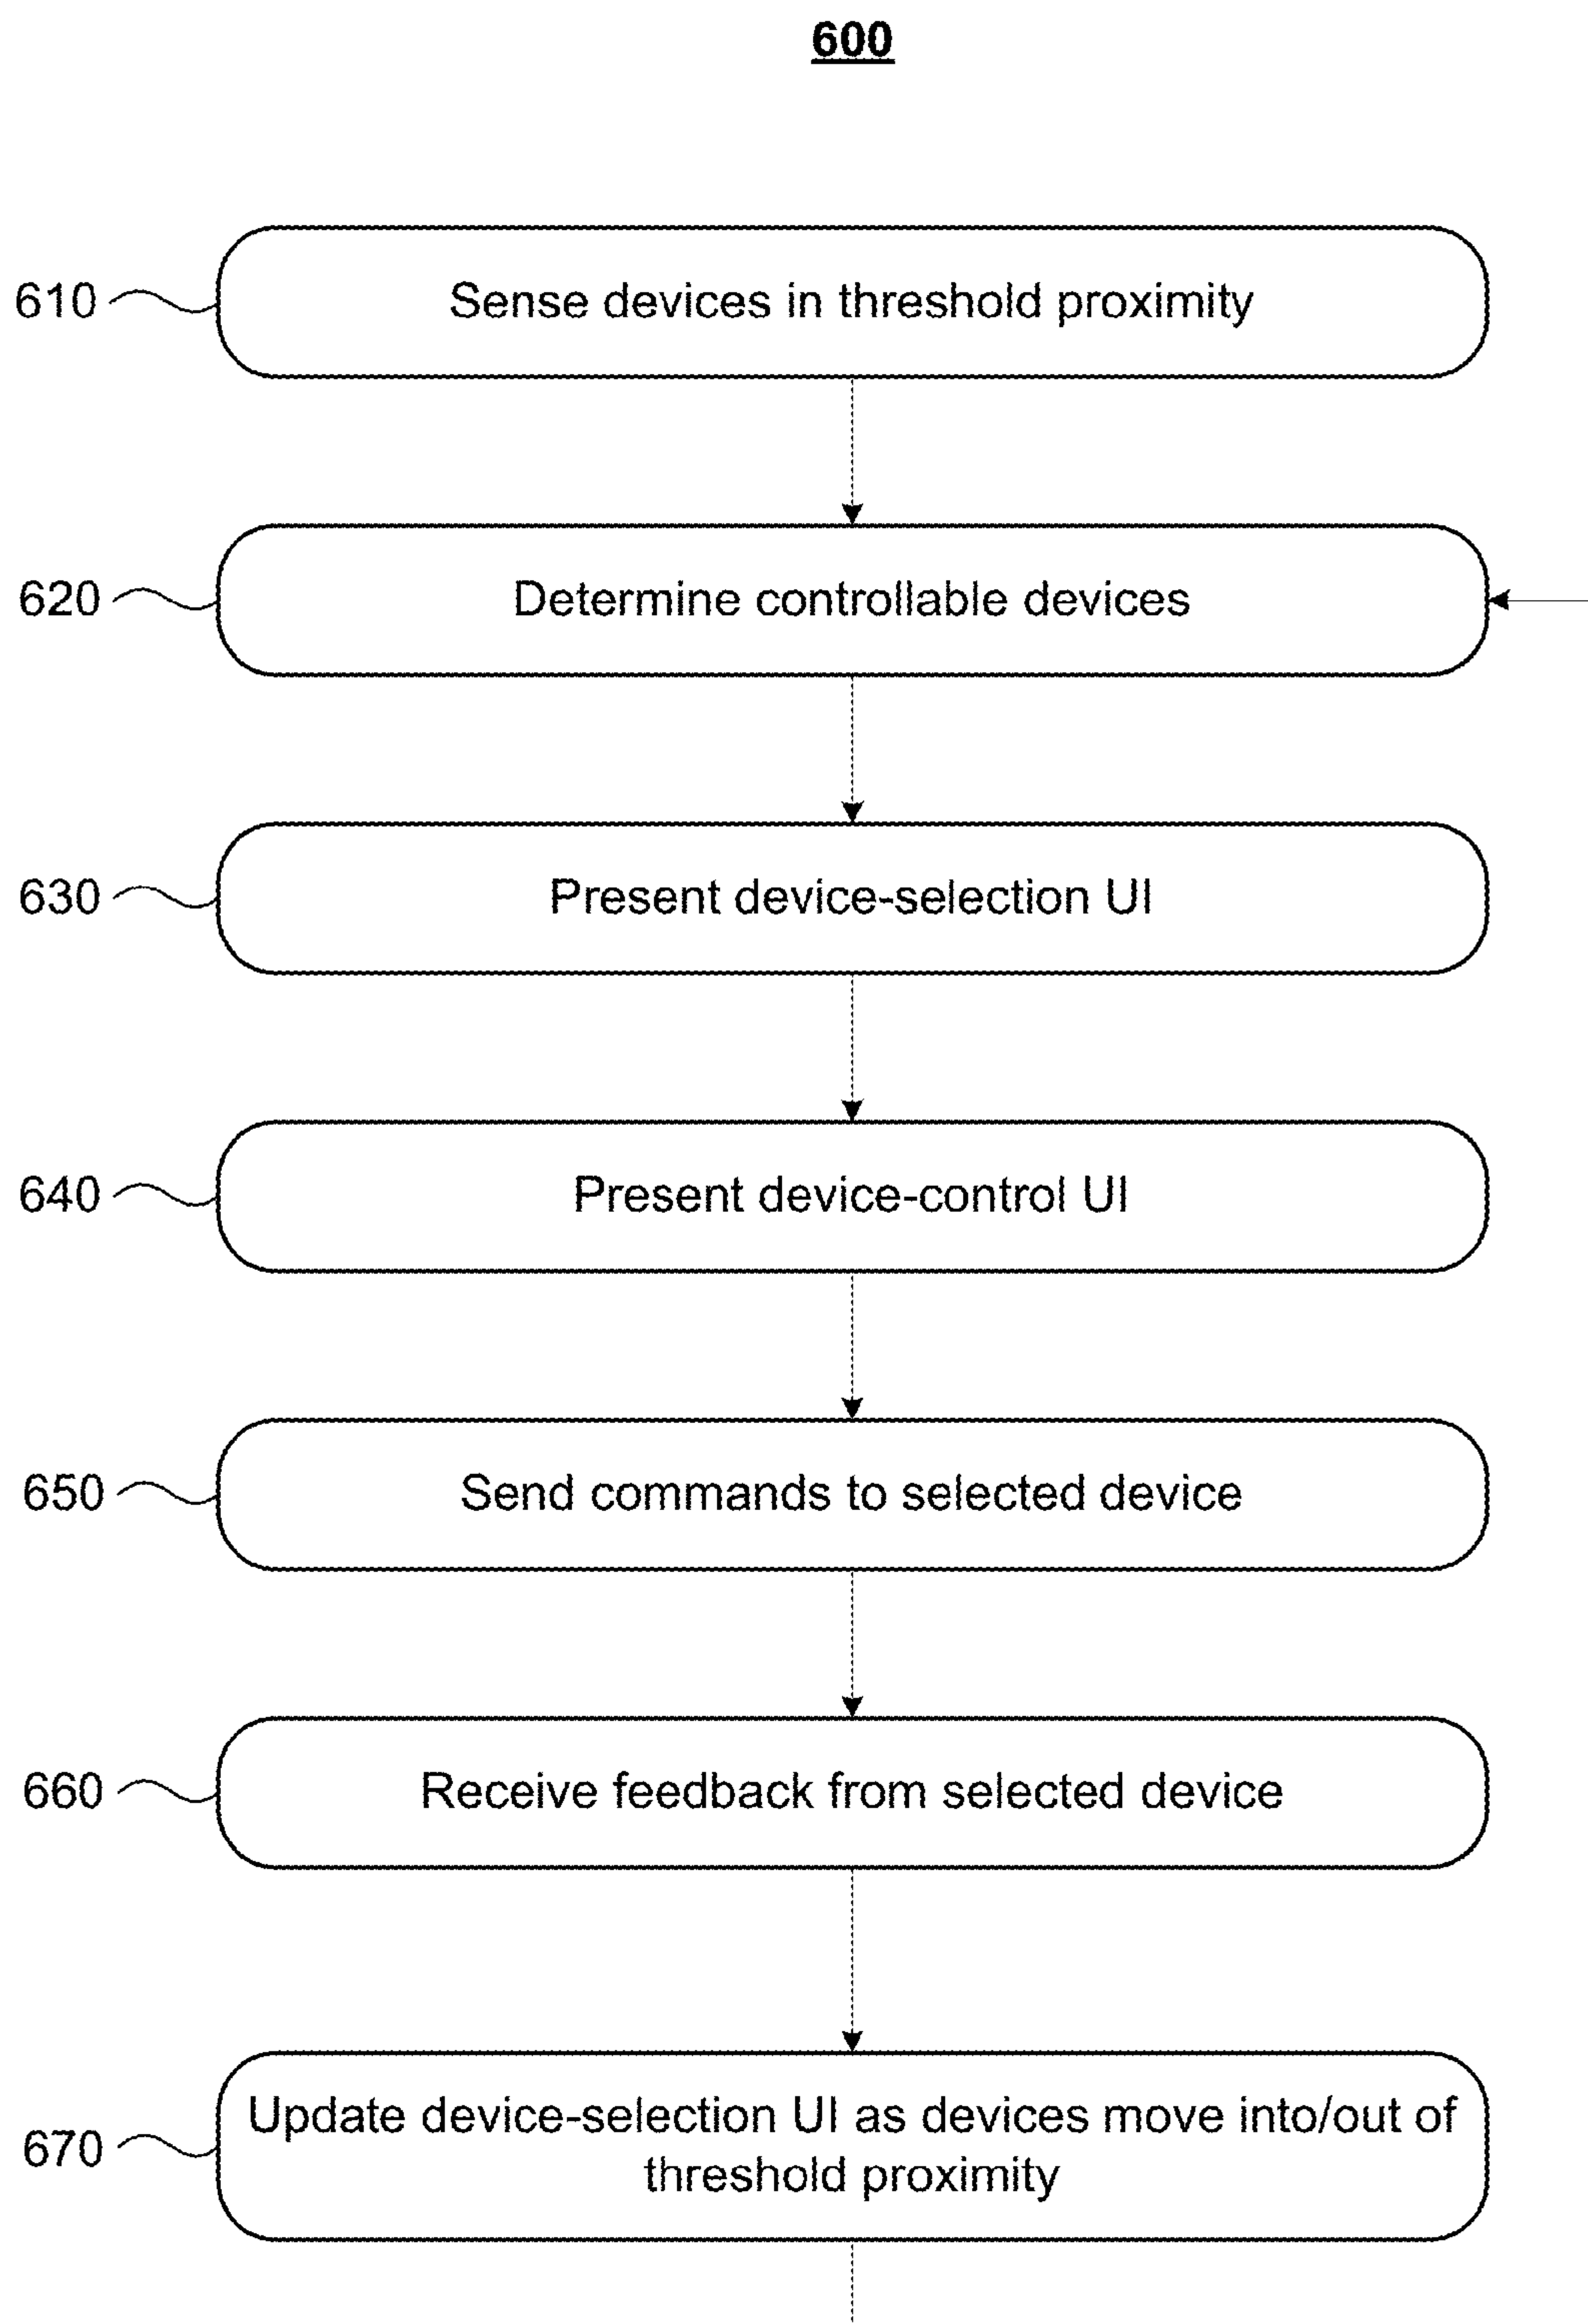 600
610
Sense devices in threshold proximity
620
Determine controllable devices
630
Present device-selection UI
640
Present device-control UI
650
Send commands to selected device
660
Receive feedback from selected device
670
Update device-selection UI as devices move into/out of
threshold proximity